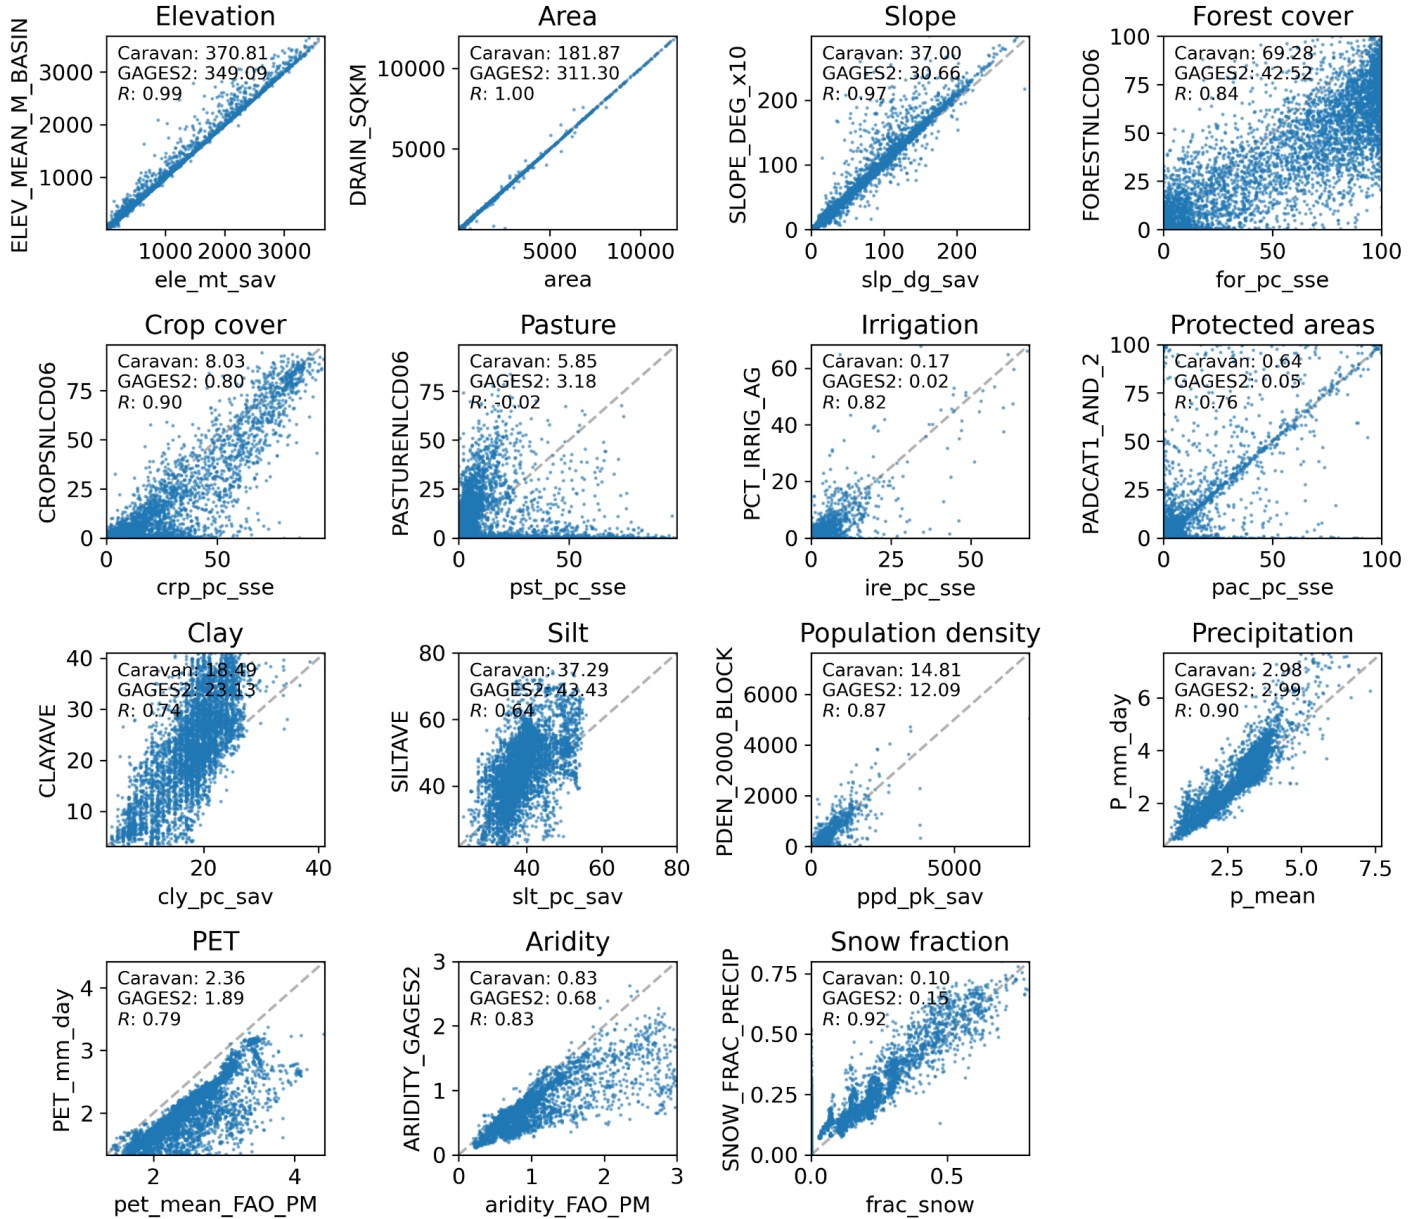 Elevation
Caravan: 370.81
GAGES2: 349.09
R: 0.99
ELEV_MEAN_M_BASIN
3000
2000
1000
1000 2000 3000
ele_mt_sav
Area
Caravan: 181.87
GAGES2: 311.30
R: 1.00
DRAIN_SQKM
10000
5000
5000 10000
area
Slope
Caravan: 37.00
GAGES2: 30.66
R: 0.97
SLOPE_DEG_x10
200
100
0
0 100 200
slp_dg_sav
Forest cover
Caravan: 69.28
GAGES2: 42.52
R: 0.84
FORESTNLCD06
100
75
50
25
0
0 50 100
for_pc_sse
Crop cover
Caravan: 8.03
GAGES2: 0.80
R: 0.90
CROPSNLCD06
75
50
25
0
0 50
crp_pc_sse
Pasture
Caravan: 5.85
GAGES2: 3.18
R: -0.02
PASTURENLCD06
75
50
25
0
0 50
pst_pc_sse
Irrigation
Caravan: 0.17
GAGES2: 0.02
R: 0.82
PCT_IRRIG_AG
60
40
20
0
0 25 50
ire_pc_sse
Protected areas
Caravan: 0.64
GAGES2: 0.05
R: 0.76
PADCAT1_AND_2
100
75
50
25
0
0 50 100
pac_pc_sse
Clay
Caravan: 18.49
GAGES2: 23.13
R: 0.74
CLAYAVE
40
30
20
10
20 40
cly_pc_sav
Silt
Caravan: 37.29
GAGES2: 43.43
R: 0.64
SILTAVE
80
60
40
40 60 80
slt_pc_sav
Population density
Caravan: 14.81
GAGES2: 12.09
R: 0.87
PDEN_2000_BLOCK
6000
4000
2000
0
0 5000
ppd_pk_sav
Precipitation
Caravan: 2.98
GAGES2: 2.99
R: 0.90
P_mm_day
6
4
2
2.5 5.0 7.5
p_mean
PET
Caravan: 2.36
GAGES2: 1.89
R: 0.79
PET_mm_day
4
3
2
2 4
pet_mean_FAO_PM
Aridity
Caravan: 0.83
GAGES2: 0.68
R: 0.83
ARIDITY_GAGES2
3
2
1
0
0 1 2 3
aridity_FAO_PM
Snow fraction
Caravan: 0.10
GAGES2: 0.15
R: 0.92
SNOW_FRAC_PRECIP
0.75
0.50
0.25
0.00
0.0 0.5
frac_snow